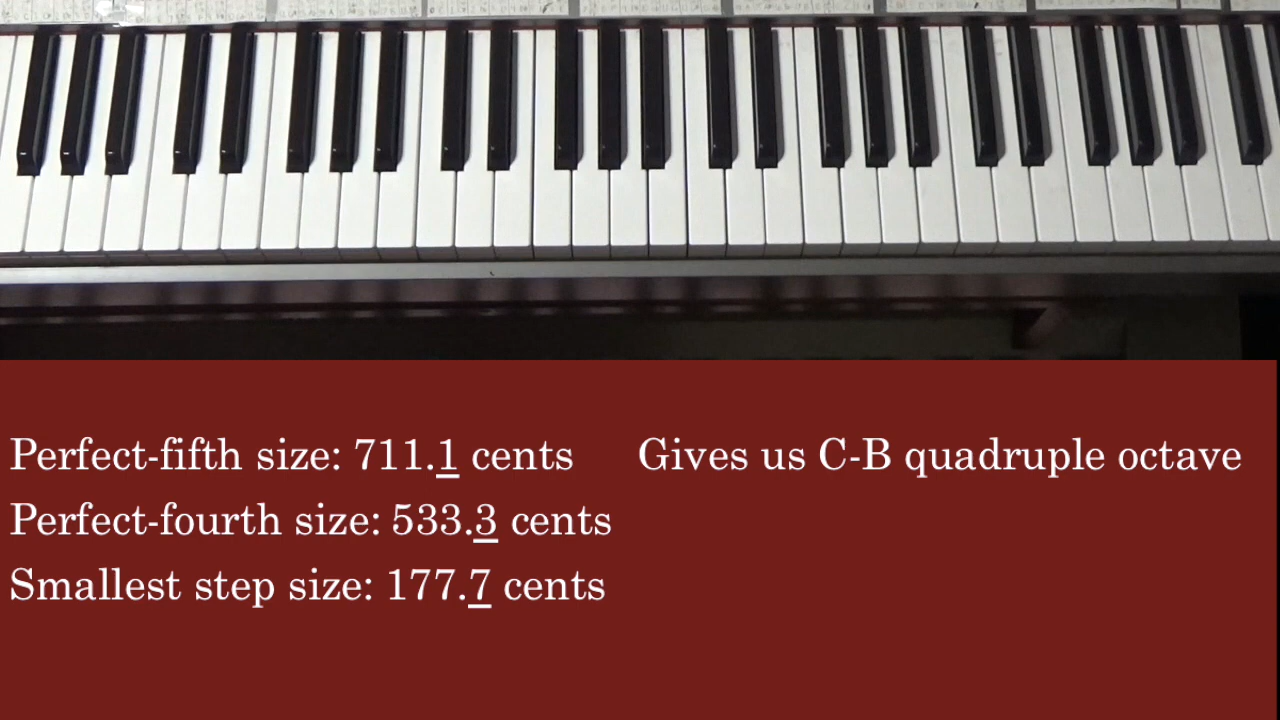 Perfect-fifth size: 711.1 cents Gives us C-B quadruple octave
Perfect-fourth size: 533.3 cents
Smallest step size: 177.7 cents